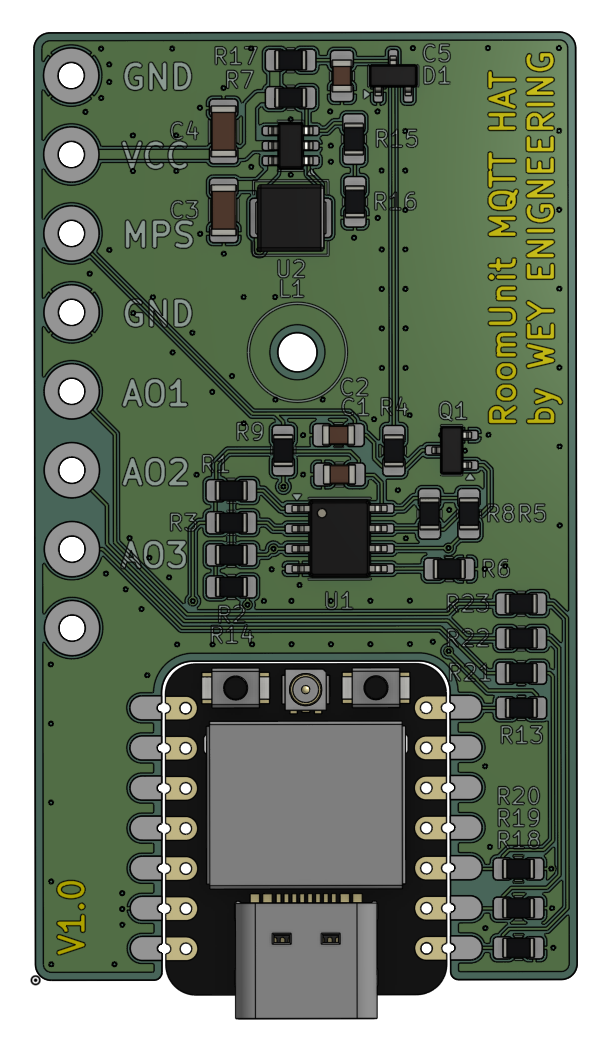 R17
R7
C5
D1
GND
C4
VCC
R15
C3
R16
MPS
U2
L1
GND
RoomUnit MQTT HAT
by WEY ENIGNEERING
AO1
C2
C1
R4
Q1
R9
AO2
R1
R3
R8R5
AO3
R6
U1
R2
R14
R23
R22
R21
R13
R20
R19
R18
V1.0